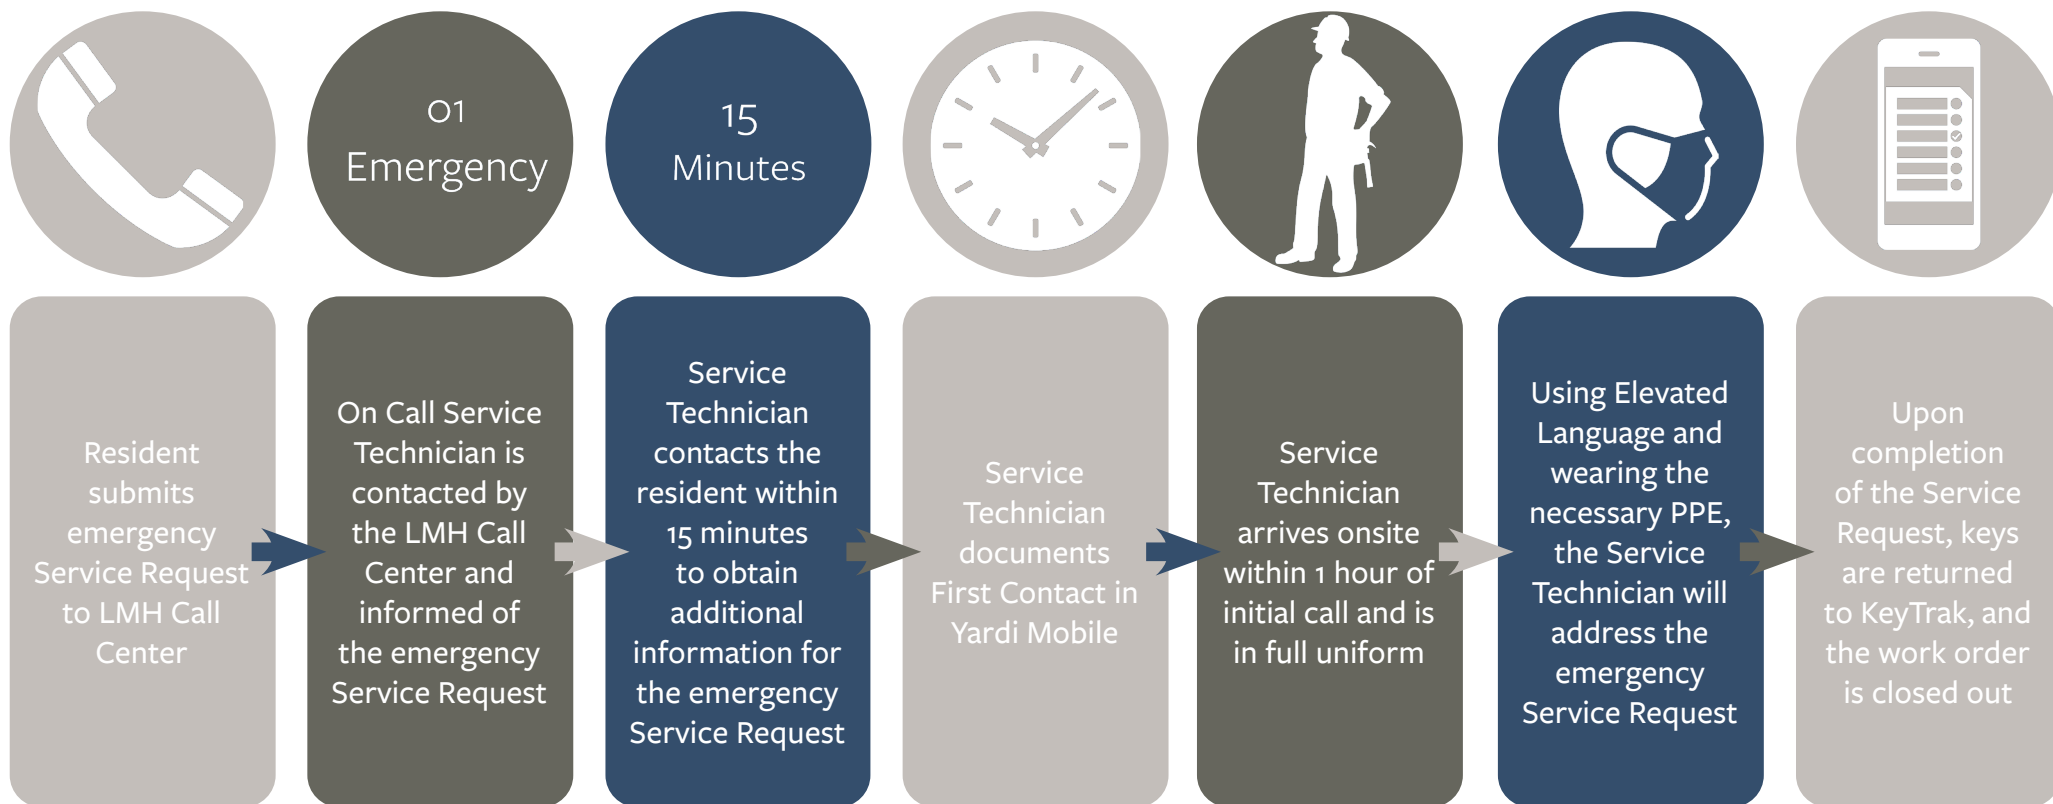 01
Emergency
15
Minutes
Resident
submits
emergency
Service Request
to LMH Call
Center
On Call Service
Technician is
contacted by
the LMH Call
Center and
informed of
the emergency
Service Request
Service
Technician
contacts the
resident within
15 minutes
to obtain
additional
information for
the emergency
Service Request
Service
Technician
documents
First Contact in
Yardi Mobile
Service
Technician
arrives onsite
within 1 hour of
initial call and is
in full uniform
Using Elevated
Language and
wearing the
necessary PPE,
the Service
Technician will
address the
emergency
Service Request
Upon
completion
of the Service
Request, keys
are returned
to KeyTrak, and
the work order
is closed out